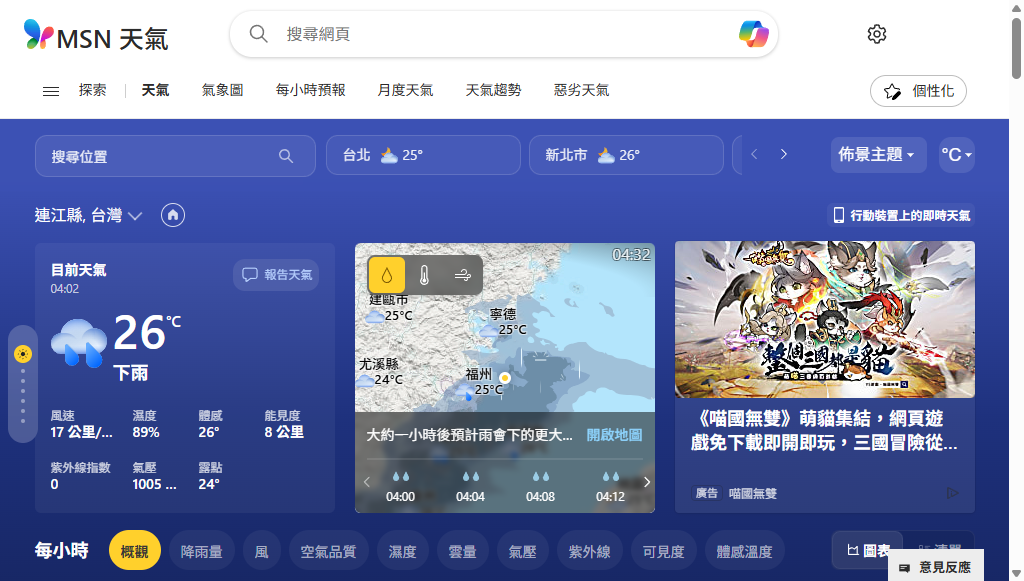 MSN 天氣
搜尋網頁
探索
天氣
氣象圖
每小時預報
月度天氣
天氣趨勢
惡劣天氣
個性化
搜尋位置
台北 25°
新北市 26°
佈景主題
°C
連江縣, 台灣
行動裝置上的即時天氣
目前天氣
04:02
報告天氣
26°C
下雨
風速
17 公里/...
濕度
89%
體感
26°
能見度
8 公里
紫外線指數
0
氣壓
1005 ...
露點
24°
04:32
建甌市
25°C
寧德
25°C
尤溪縣
24°C
福州
25°C
大約一小時後預計雨會下的更大...
開啟地圖
04:00
04:04
04:08
04:12
整個三國都是貓
《喵國無雙》萌貓集結，網頁遊
戲免下載即開即玩，三國冒險從...
廣告
喵國無雙
每小時
概觀
降雨量
風
空氣品質
濕度
雲量
氣壓
紫外線
可見度
體感溫度
圖表
清單
意見反應